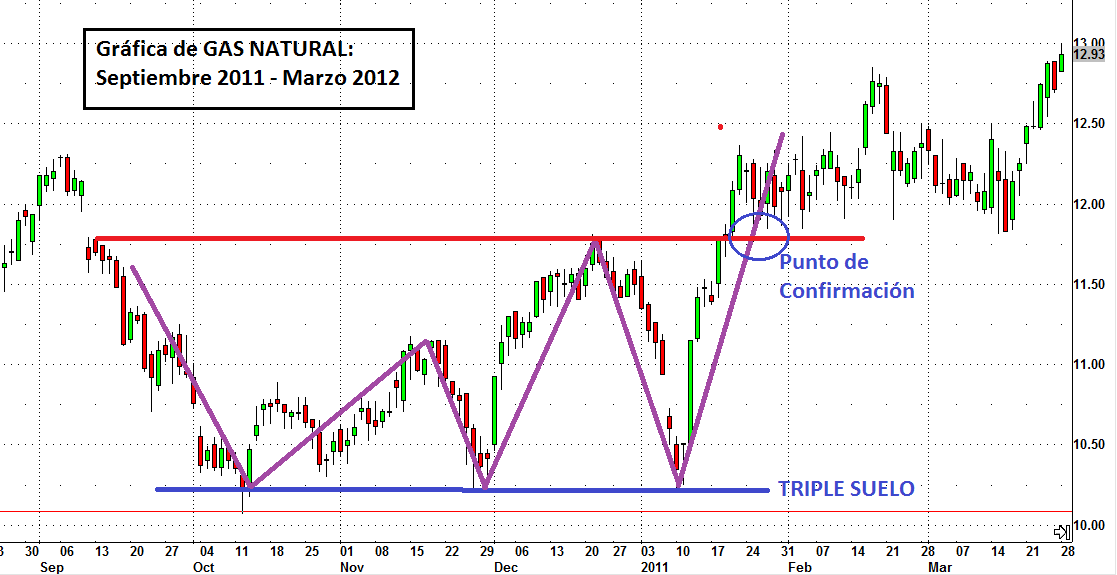 Gráfica de GAS NATURAL:
Septiembre 2011 - Marzo 2012
13.00
12.93
12.50
12.00
Punto de
Confirmación
11.50
11.00
10.50
TRIPLE SUELO
10.00
3 30 06 13 20 27 04 11 18 25 01 08 15 22 29 06 13 20 27 03 10 17 24 31 07 14 22 28 07 14 21 28
Sep Oct Nov Dec 2011 Feb Mar